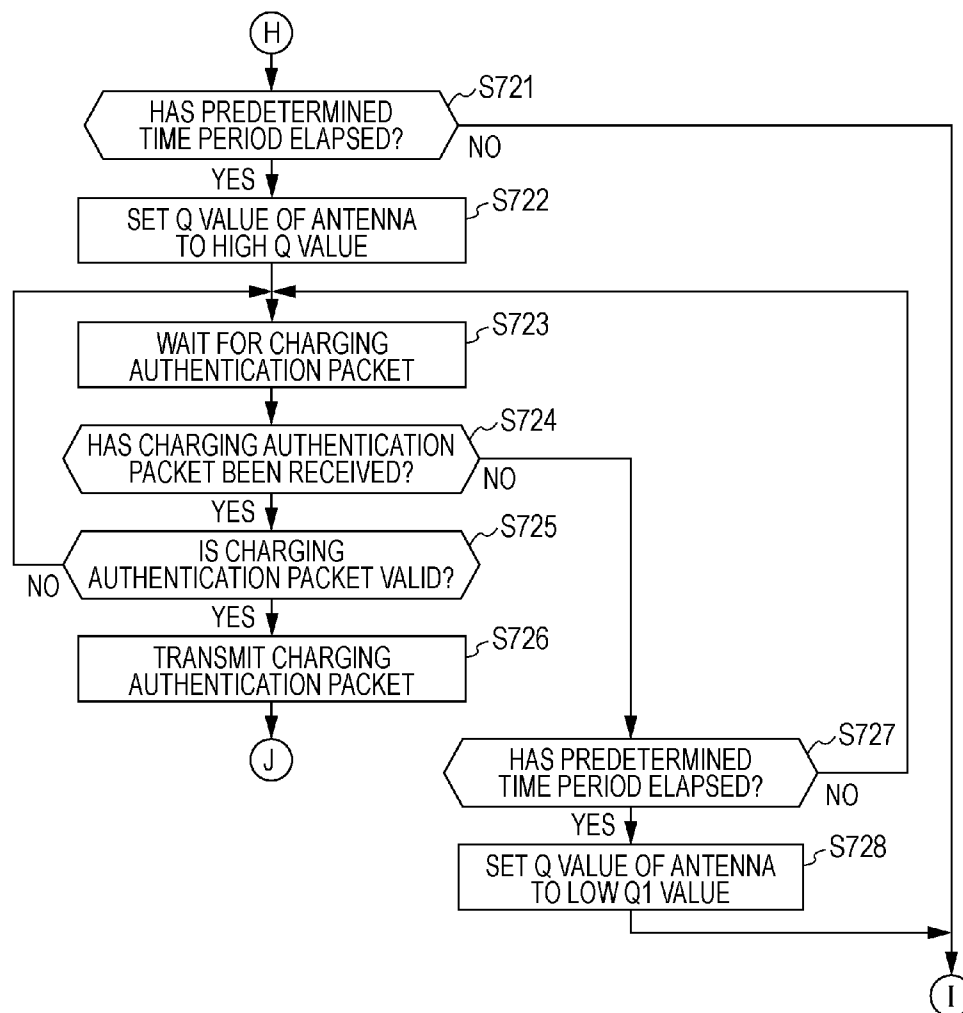 H
S721
HAS PREDETERMINED
TIME PERIOD ELAPSED?
NO
YES
S722
SET Q VALUE OF ANTENNA
TO HIGH Q VALUE
S723
WAIT FOR CHARGING
AUTHENTICATION PACKET
S724
HAS CHARGING AUTHENTICATION
PACKET BEEN RECEIVED?
NO
YES
S725
IS CHARGING
AUTHENTICATION PACKET VALID?
NO
YES
S726
TRANSMIT CHARGING
AUTHENTICATION PACKET
J
S727
HAS PREDETERMINED
TIME PERIOD ELAPSED?
NO
YES
S728
SET Q VALUE OF ANTENNA
TO LOW Q1 VALUE
I